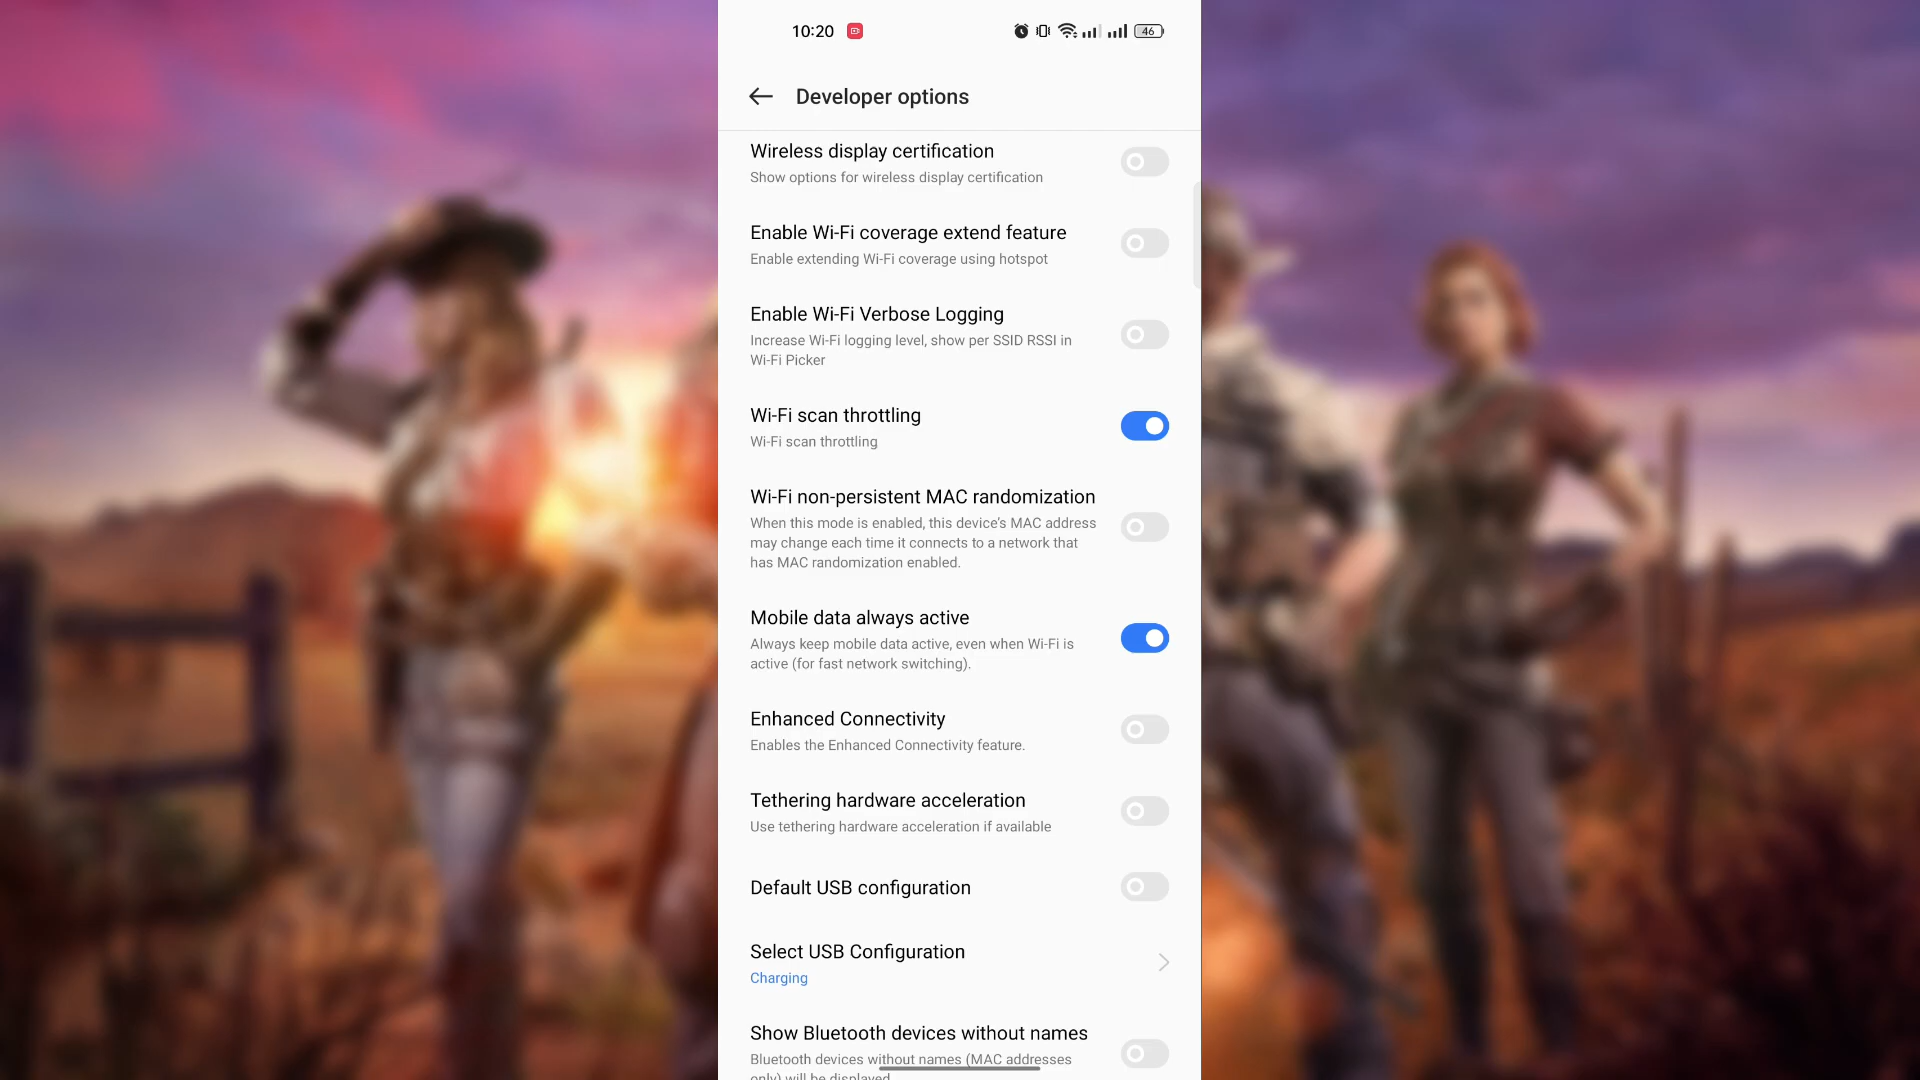 10:20
46
Developer options
Wireless display certification
Show options for wireless display certification
Enable Wi-Fi coverage extend feature
Enable extending Wi-Fi coverage using hotspot
Enable Wi-Fi Verbose Logging
Increase Wi-Fi logging level, show per SSID RSSI in
Wi-Fi Picker
Wi-Fi scan throttling
Wi-Fi scan throttling
Wi-Fi non-persistent MAC randomization
When this mode is enabled, this device's MAC address
may change each time it connects to a network that
has MAC randomization enabled.
Mobile data always active
Always keep mobile data active, even when Wi-Fi is
active (for fast network switching).
Enhanced Connectivity
Enables the Enhanced Connectivity feature.
Tethering hardware acceleration
Use tethering hardware acceleration if available
Default USB configuration
Select USB Configuration
Charging
Show Bluetooth devices without names
Bluetooth devices without names (MAC addresses
only) will be displayed